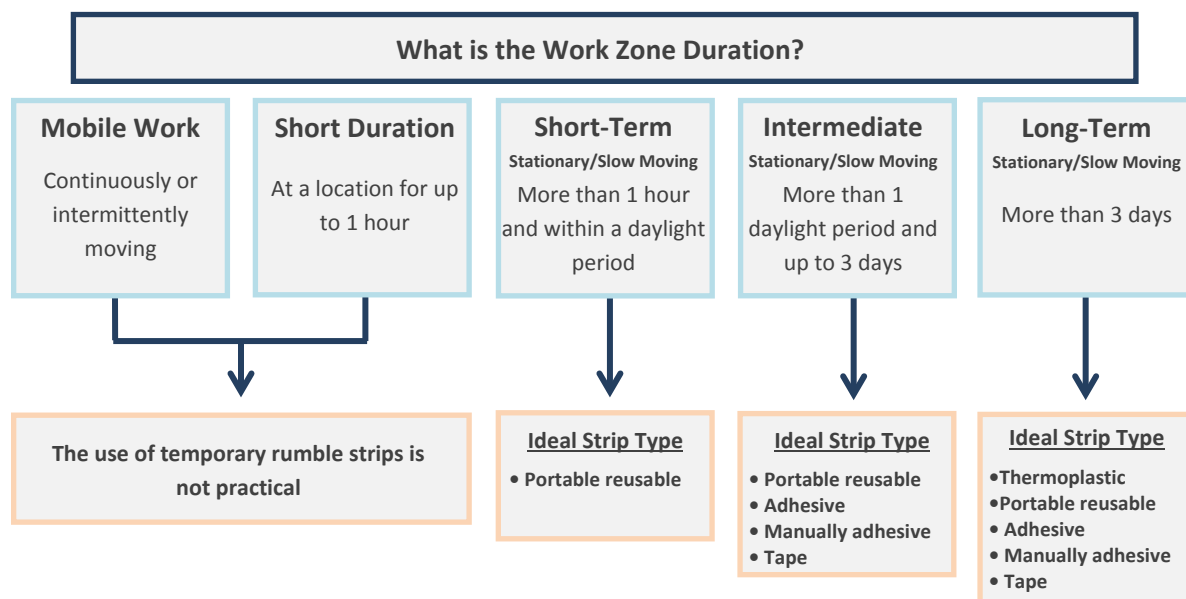 What is the Work Zone Duration?
Mobile Work
Continuously or
intermittently
moving
Short Duration
At a location for up
to 1 hour
Short-Term
Stationary/Slow Moving
More than 1 hour
and within a daylight
period
Intermediate
Stationary/Slow Moving
More than 1
daylight period and
up to 3 days
Long-Term
Stationary/Slow Moving
More than 3 days
The use of temporary rumble strips is
not practical
Ideal Strip Type
• Portable reusable
Ideal Strip Type
• Portable reusable
• Adhesive
• Manually adhesive
• Tape
Ideal Strip Type
•Thermoplastic
•Portable reusable
• Adhesive
• Manually adhesive
• Tape